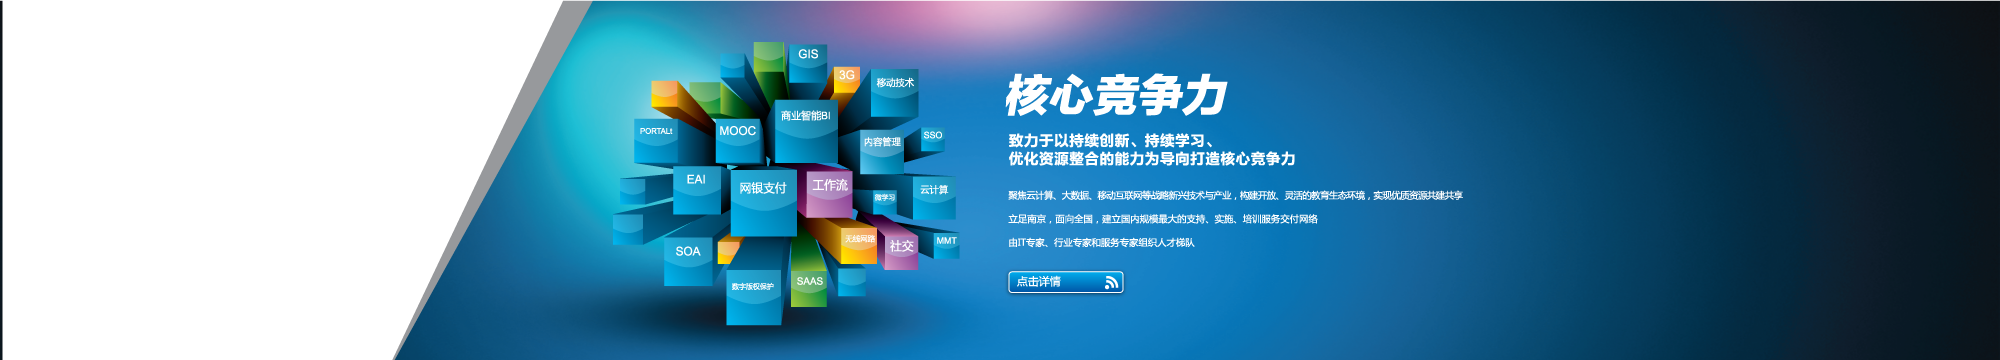 GIS
3G
移动技术
商业智能BI
PORTALt
MOOC
内容管理
SSO
EAI
网银支付
工作流
微学习
云计算
SOA
无线网络
社交
MMT
数字版权保护
SAAS
核心竞争力
致力于以持续创新、持续学习、
优化资源整合的能力为导向打造核心竞争力
聚焦云计算、大数据、移动互联网等战略新兴技术与产业，构建开放、灵活的教育生态环境，实现优质资源共建共享
立足南京，面向全国，建立国内规模最大的支持、实施、培训服务交付网络
由IT专家、行业专家和服务专家组织人才梯队
点击详情